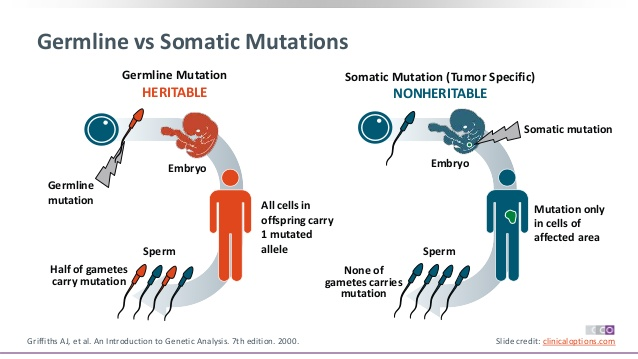 Germline vs Somatic Mutations
Germline Mutation
HERITABLE
Germline
mutation
Embryo
All cells in
offspring carry
1 mutated
allele
Sperm
Half of gametes
carry mutation
Somatic Mutation (Tumor Specific)
NONHERITABLE
Somatic mutation
Embryo
Mutation only
in cells of
affected area
Sperm
None of
gametes carries
mutation
CCO
Griffiths AJ, et al. An Introduction to Genetic Analysis. 7th edition. 2000.
Slide credit: clinicaloptions.com